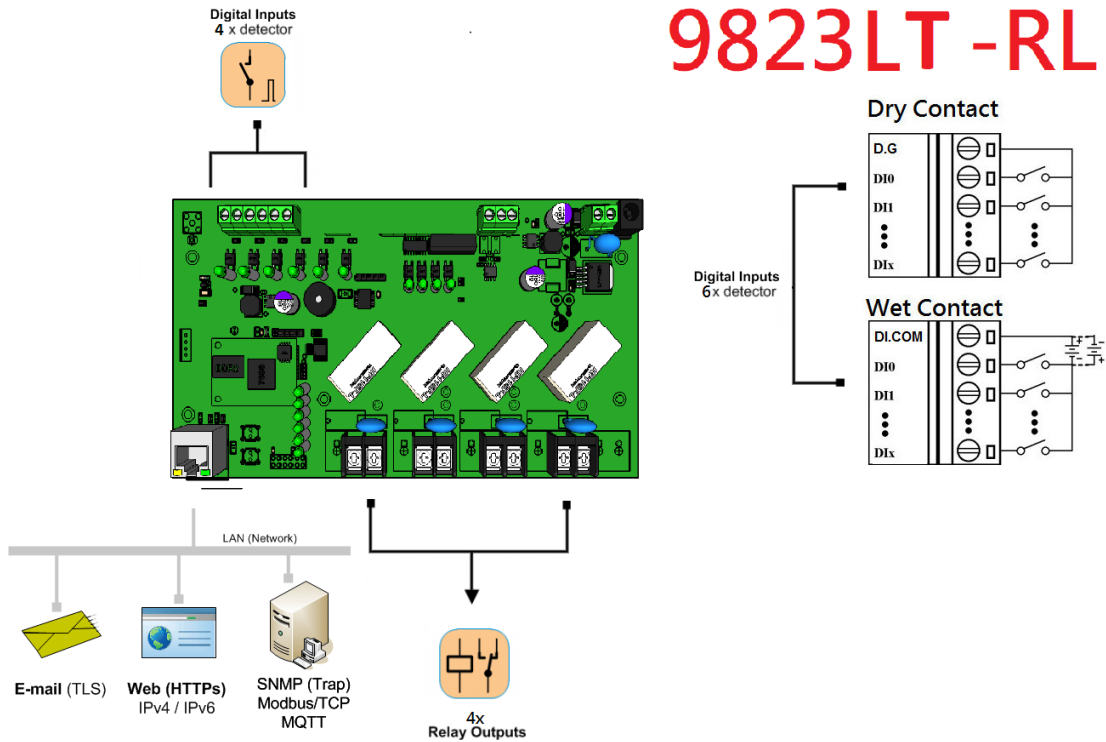 Digital Inputs
4 x detector
9823LT -RL
Dry Contact
D.G
DI0
DI1
DIx
Digital Inputs
6x detector
Wet Contact
DI.COM
DI0
DI1
DIx
LAN (Network)
E-mail (TLS)
Web (HTTPs)
IPv4 / IPv6
SNMP (Trap)
Modbus/TCP
MQTT
4x
Relay Outputs